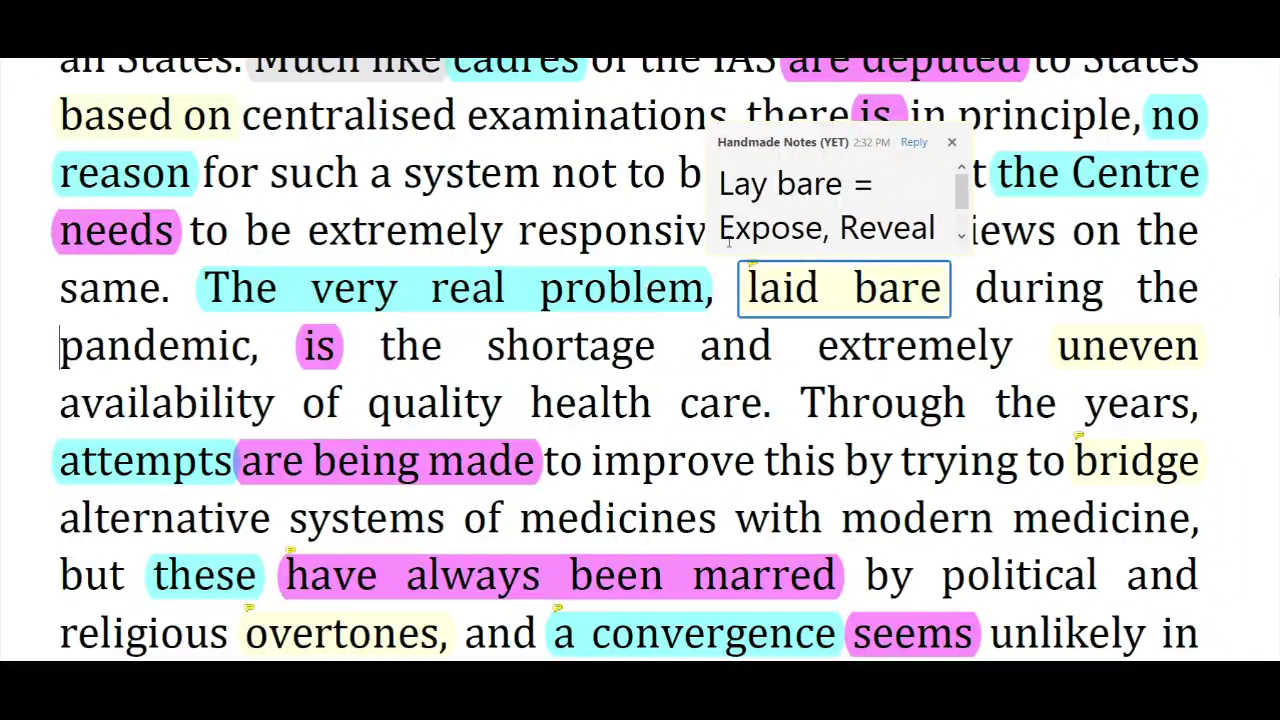 all States. Much like cadres of the IAS are deputed to States
based on centralised examinations, there is in principle, no
reason for such a system not to b t the Centre
needs to be extremely responsiv iews on the
same. The very real problem, laid bare during the
pandemic, is the shortage and extremely uneven
availability of quality health care. Through the years,
attempts are being made to improve this by trying to bridge
alternative systems of medicines with modern medicine,
but these have always been marred by political and
religious overtones, and a convergence seems unlikely in
Handmade Notes (YET) 2:32 PM Reply
Lay bare =
Expose, Reveal